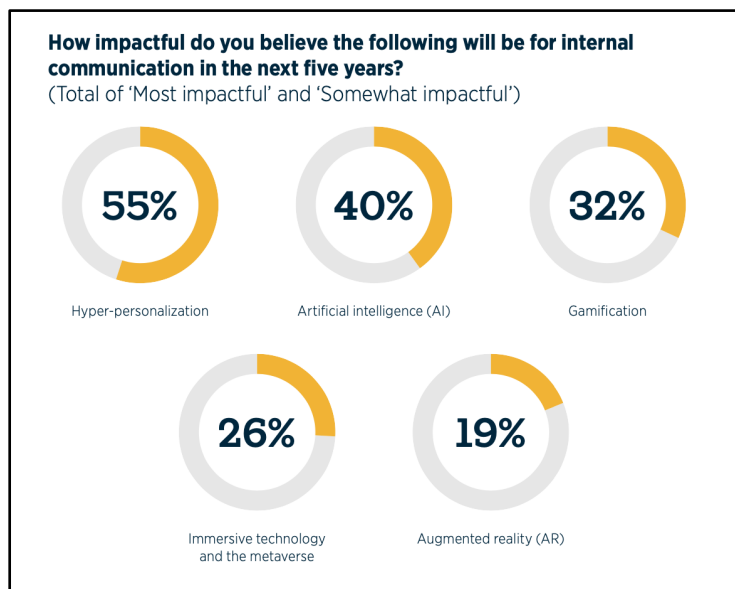 How impactful do you believe the following will be for internal
communication in the next five years?
(Total of ‘Most impactful’ and ‘Somewhat impactful’)
55%
40%
32%
Hyper-personalization
Artificial intelligence (AI)
Gamification
26%
19%
Immersive technology
and the metaverse
Augmented reality (AR)